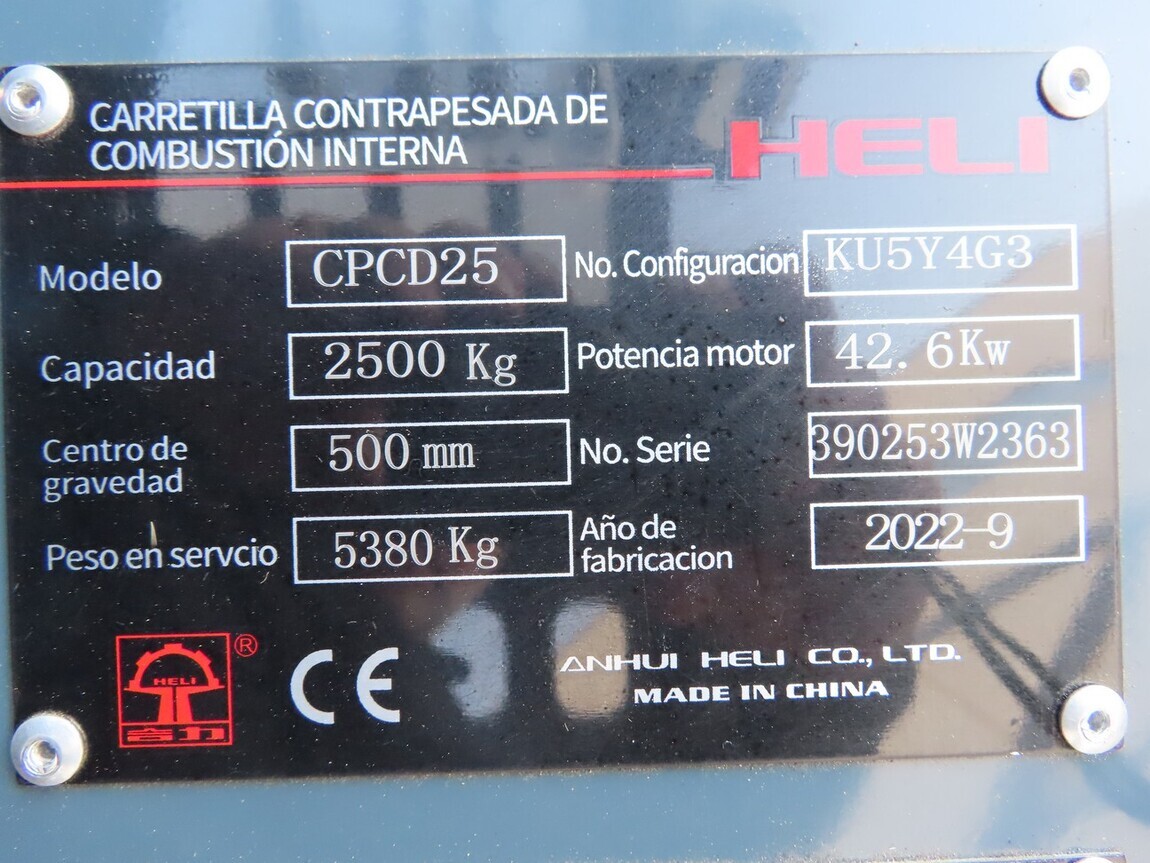 CARRETILLA CONTRAPESADA DE
COMBUSTIÓN INTERNA
HELI
Modelo CPCD25 No. Configuracion KU5Y4G3
Capacidad 2500 Kg Potencia motor 42.6Kw
Centro de
gravedad 500 mm No. Serie 390253W2363
Peso en servcio 5380 Kg Año de
fabricacion 2022-9
HELI ®
合力
CE
ANHUI HELI CO., LTD.
MADE IN CHINA